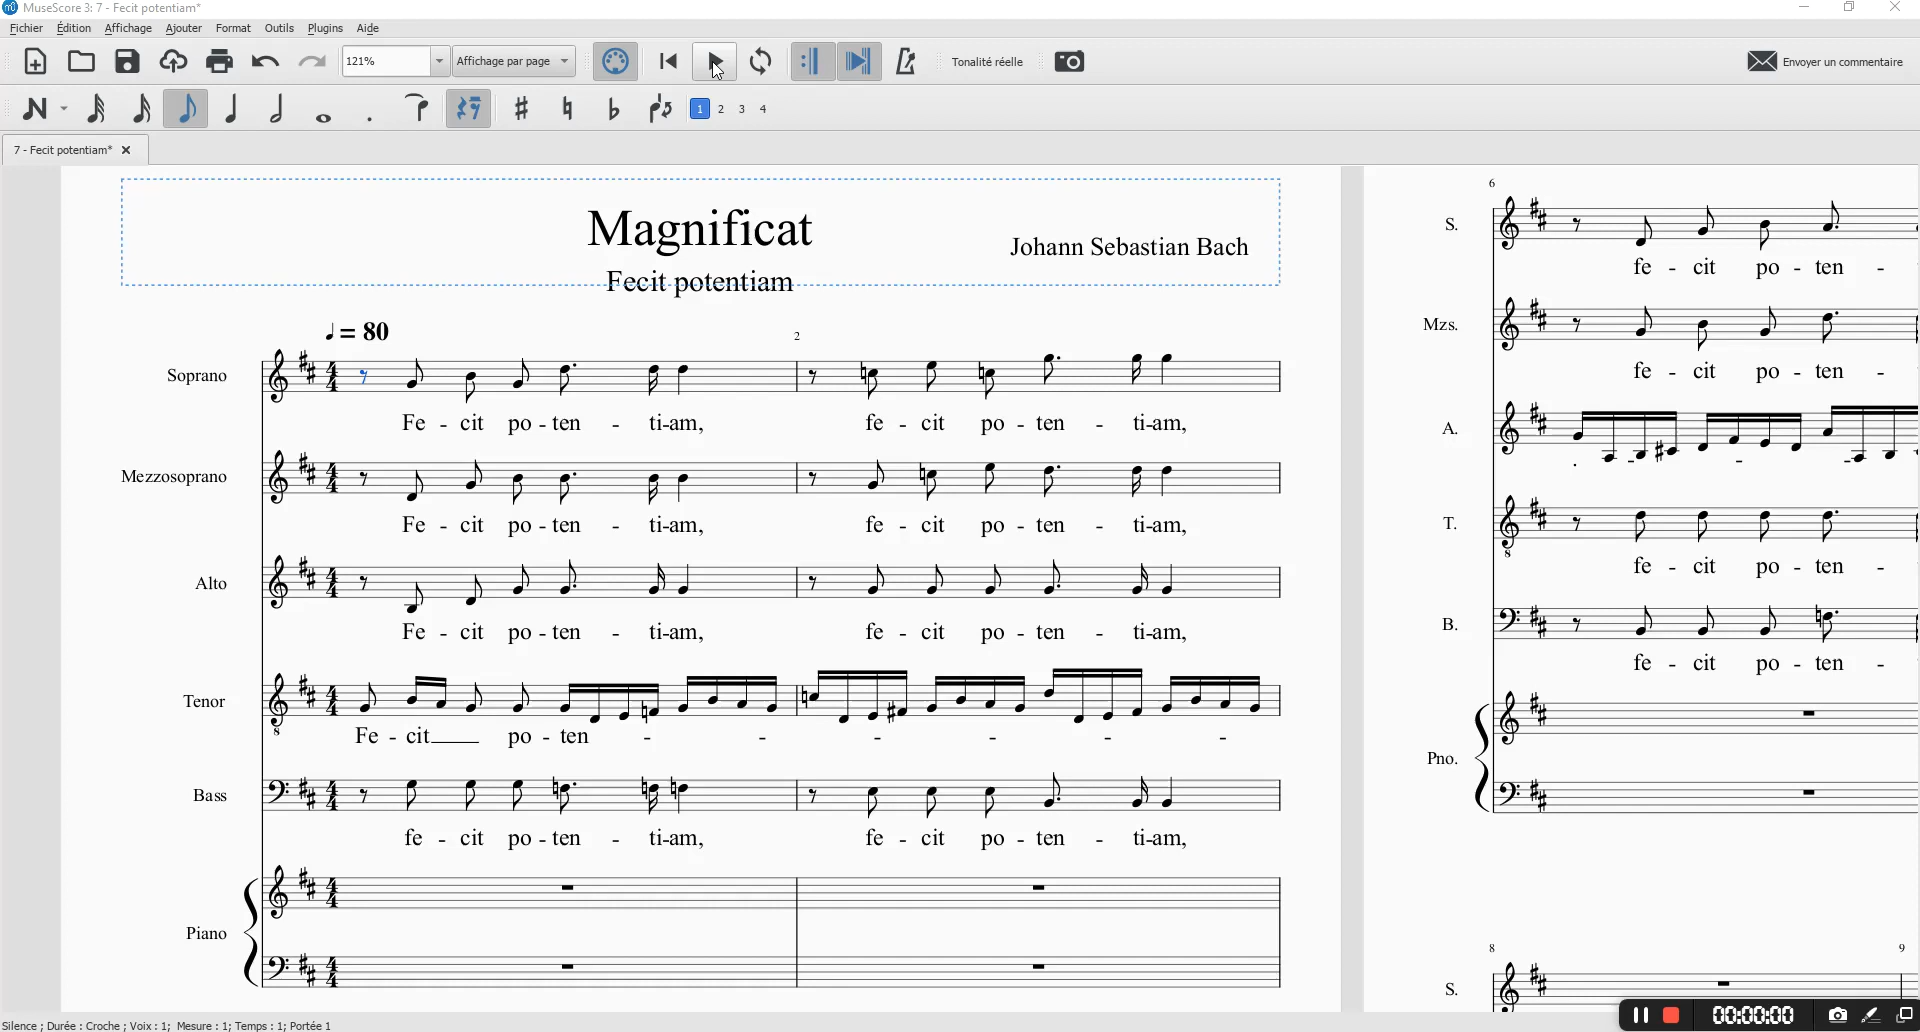 MuseScore 3: 7 - Fecit potentiam*
Fichier Édition Affichage Ajouter Format Outils Plugins Aide
121% Affichage par page Tonalité réelle Envoyer un commentaire
1 2 3 4
7 - Fecit potentiam*
Magnificat
Johann Sebastian Bach
Fecit potentiam
= 80
2
Soprano
Fe - cit po - ten - ti-am, fe - cit po - ten - ti-am,
Mezzosoprano
Fe - cit po - ten - ti-am, fe - cit po - ten - ti-am,
Alto
Fe - cit po - ten - ti-am, fe - cit po - ten - ti-am,
Tenor
8
Fe - cit____ po - ten - - - - - -
Bass
fe - cit po - ten - ti-am, fe - cit po - ten - ti-am,
Piano
6
S.
fe - cit po - ten -
Mzs.
fe - cit po - ten -
A.
. - - -
T.
8
fe - cit po - ten -
B.
fe - cit po - ten -
Pno.
8 9
S.
00:00:00
Silence ; Durée : Croche ; Voix : 1; Mesure : 1; Temps : 1; Portée 1